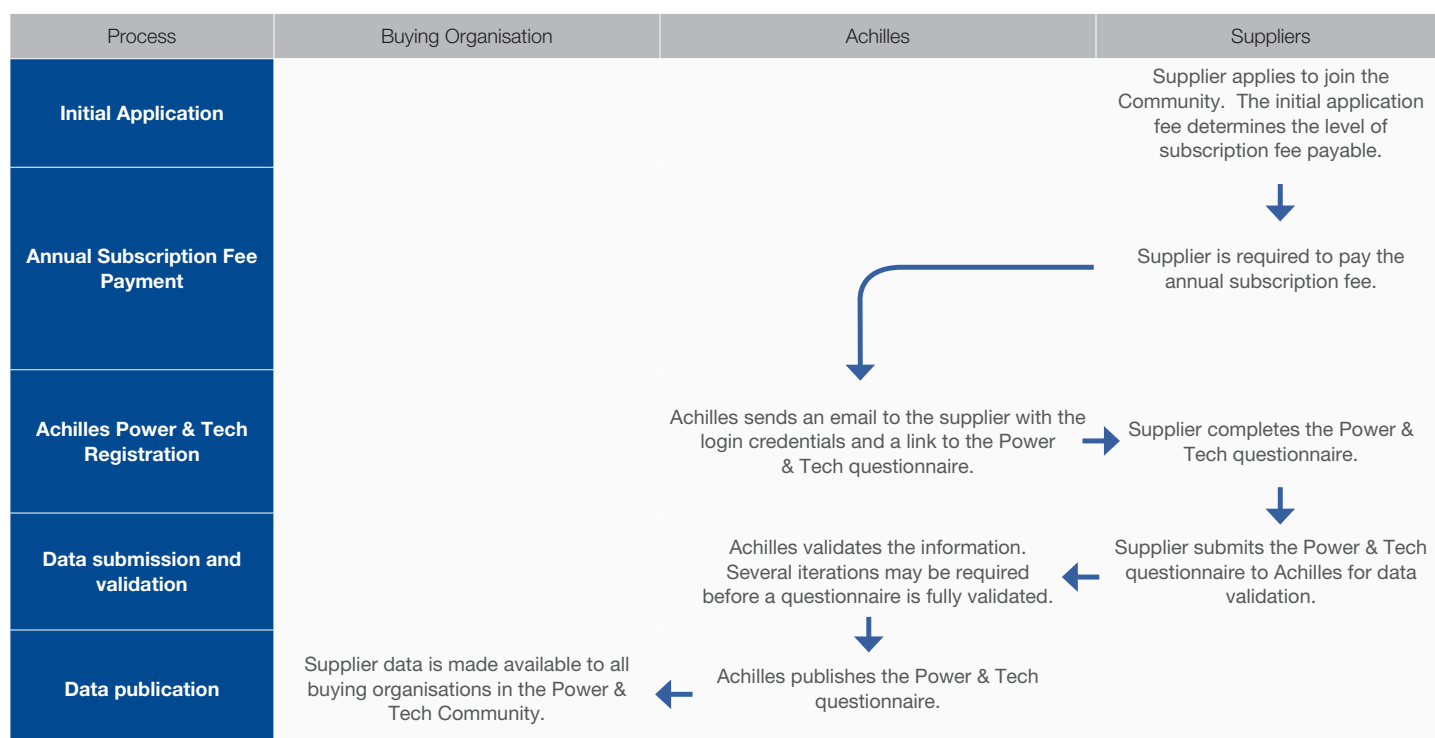 Process
Buying Organisation
Achilles
Suppliers
Initial Application
Supplier applies to join the
Community.  The initial application
fee determines the level of
subscription fee payable.
Annual Subscription Fee
Payment
Supplier is required to pay the
annual subscription fee.
Achilles Power & Tech
Registration
Achilles sends an email to the supplier with the
login credentials and a link to the Power
& Tech questionnaire.
Supplier completes the Power &
Tech questionnaire.
Data submission and
validation
Achilles validates the information.
Several iterations may be required
before a questionnaire is fully validated.
Supplier submits the Power & Tech
questionnaire to Achilles for data
validation.
Data publication
Supplier data is made available to all
buying organisations in the Power &
Tech Community.
Achilles publishes the Power & Tech
questionnaire.